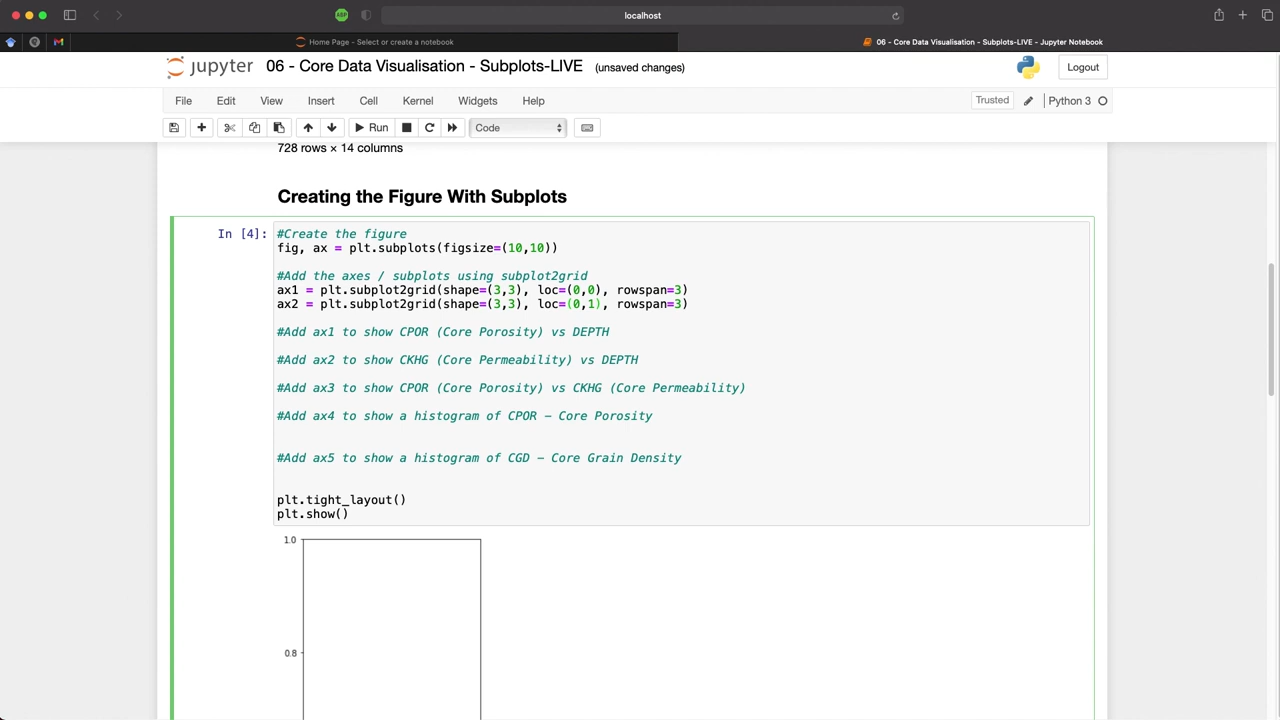 localhost
Home Page - Select or create a notebook
06 - Core Data Visualisation - Subplots-LIVE - Jupyter Notebook
jupyter 06 - Core Data Visualisation - Subplots-LIVE (unsaved changes)
Logout
File Edit View Insert Cell Kernel Widgets Help
Trusted Python 3
Run Code
728 rows × 14 columns
Creating the Figure With Subplots
In [4]:
#Create the figure
fig, ax = plt.subplots(figsize=(10,10))
#Add the axes / subplots using subplot2grid
ax1 = plt.subplot2grid(shape=(3,3), loc=(0,0), rowspan=3)
ax2 = plt.subplot2grid(shape=(3,3), loc=(0,1), rowspan=3)
#Add ax1 to show CPOR (Core Porosity) vs DEPTH
#Add ax2 to show CKHG (Core Permeability) vs DEPTH
#Add ax3 to show CPOR (Core Porosity) vs CKHG (Core Permeability)
#Add ax4 to show a histogram of CPOR - Core Porosity
#Add ax5 to show a histogram of CGD - Core Grain Density
plt.tight_layout()
plt.show()
1.0
0.8